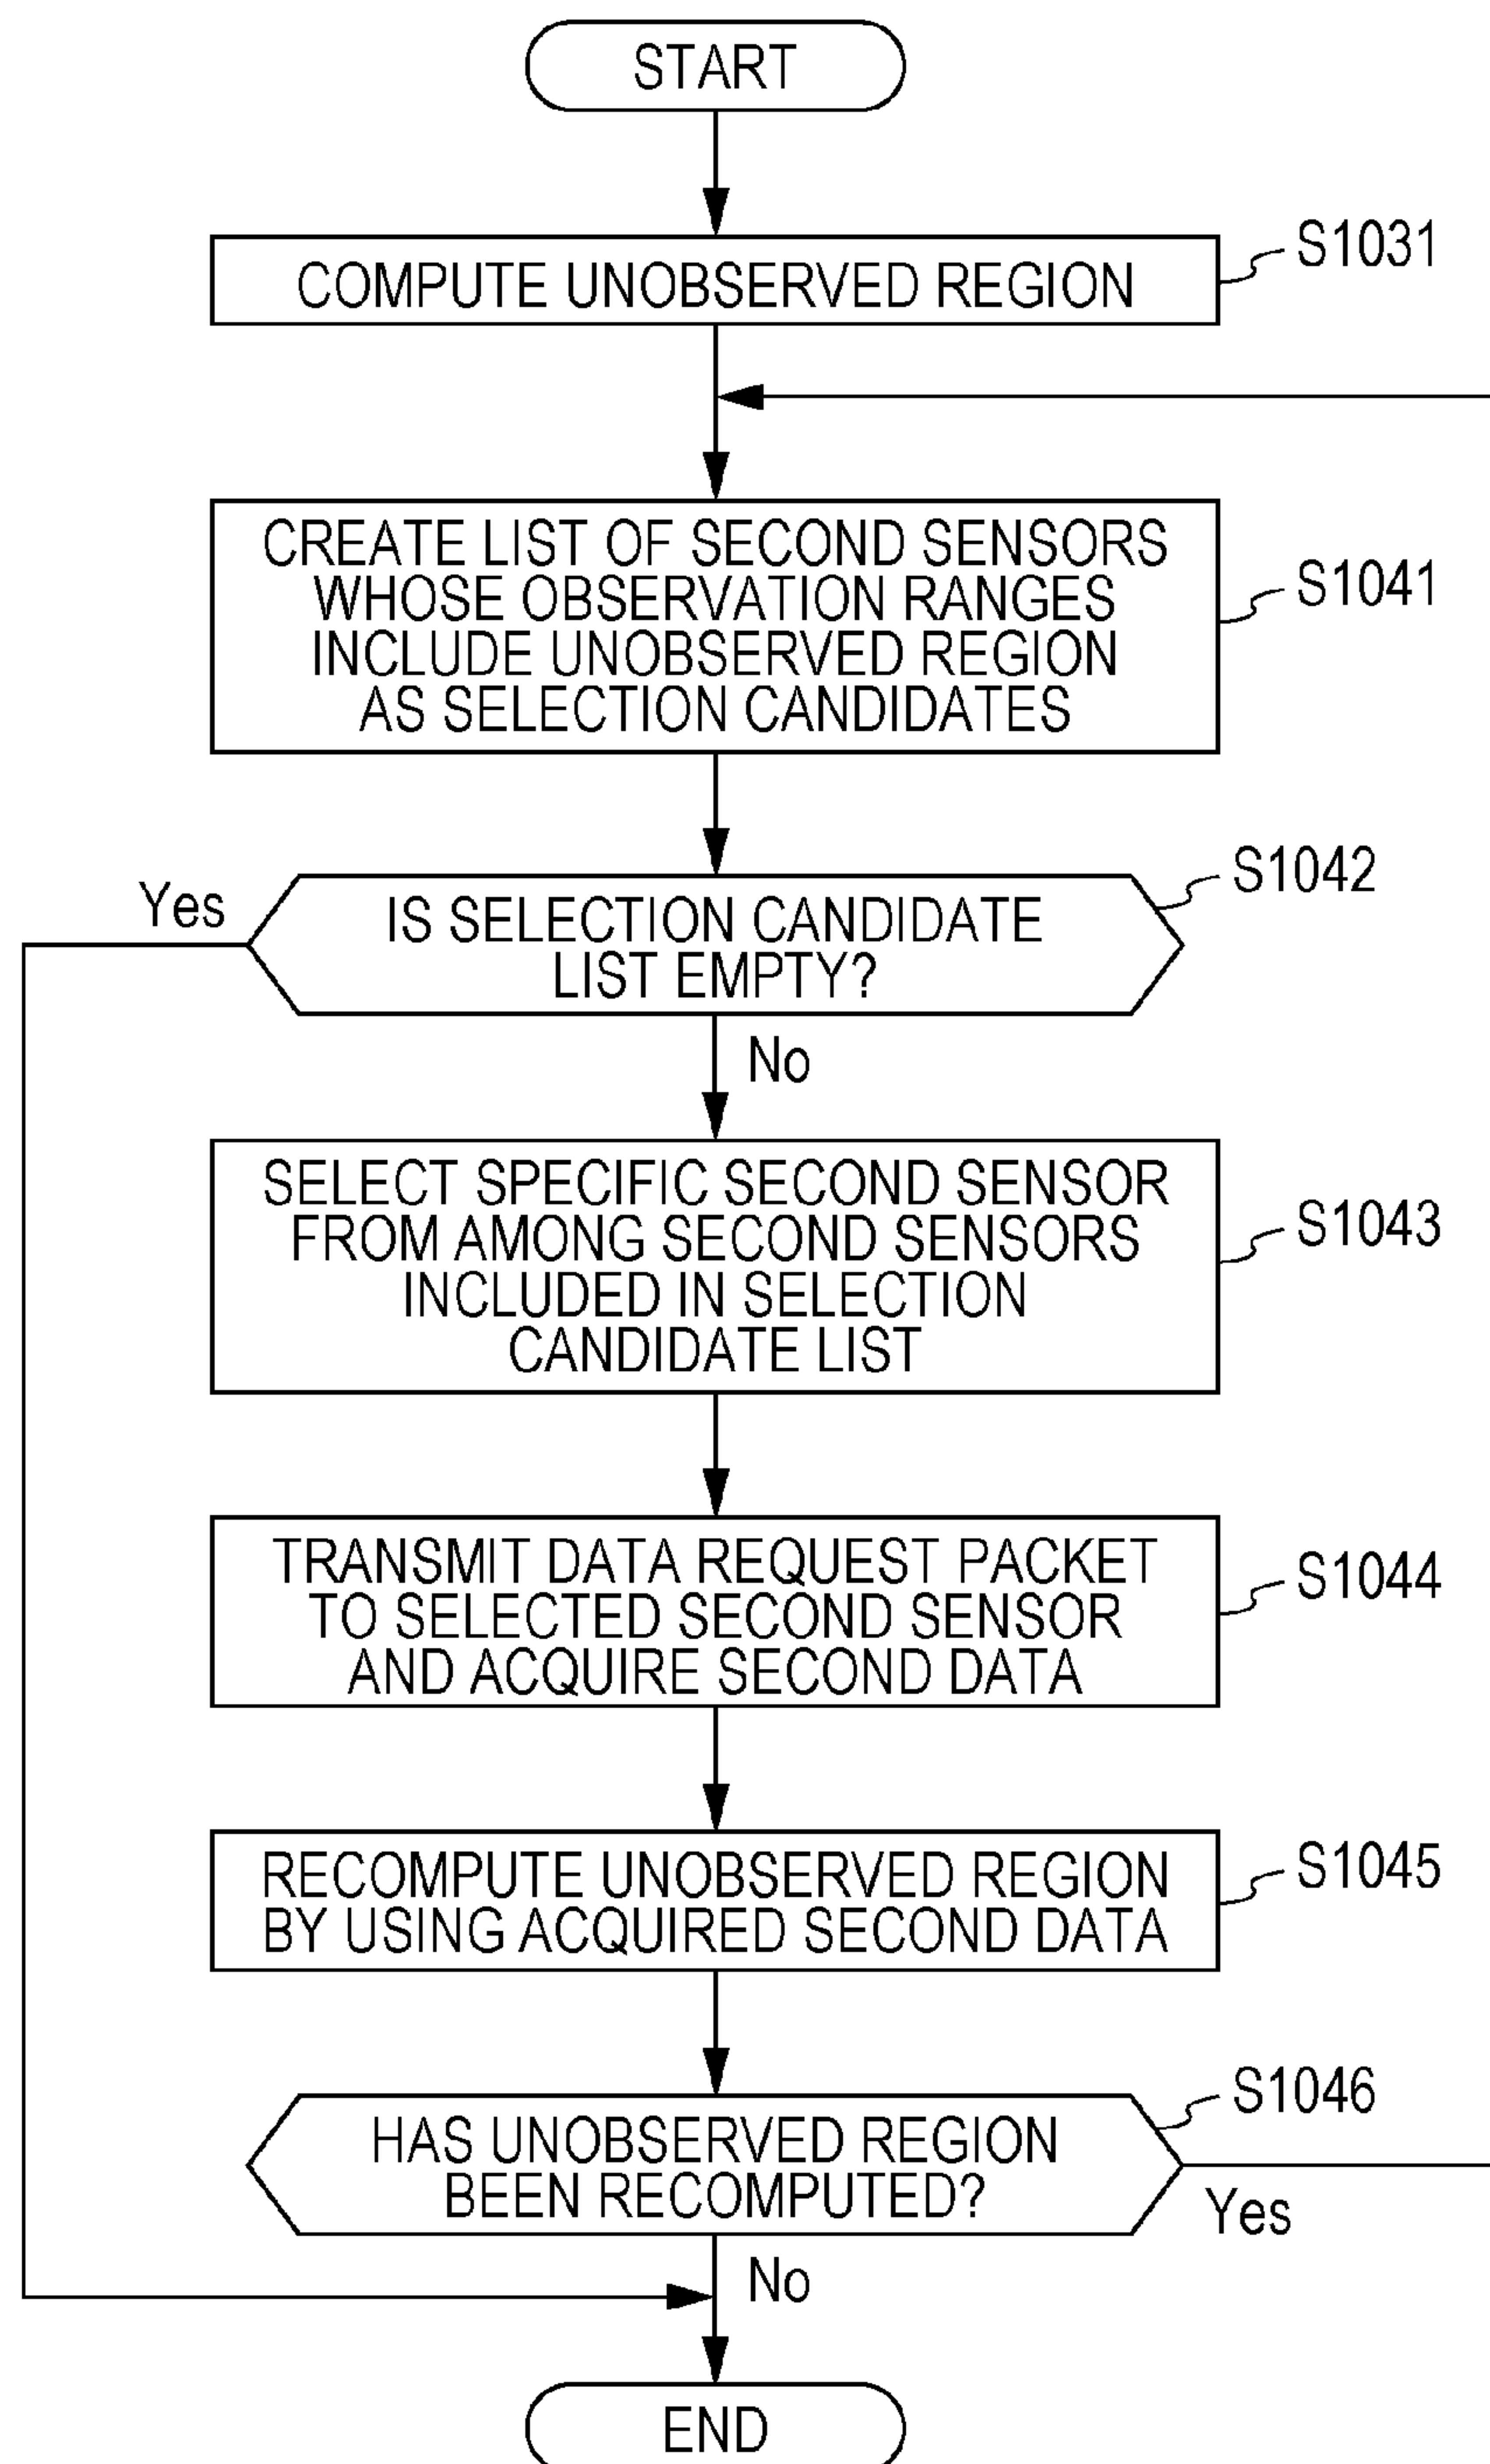 START
COMPUTE UNOBSERVED REGION
S1031
CREATE LIST OF SECOND SENSORS
WHOSE OBSERVATION RANGES
INCLUDE UNOBSERVED REGION
AS SELECTION CANDIDATES
S1041
S1042
Yes
IS SELECTION CANDIDATE
LIST EMPTY?
No
SELECT SPECIFIC SECOND SENSOR
FROM AMONG SECOND SENSORS
INCLUDED IN SELECTION
CANDIDATE LIST
S1043
TRANSMIT DATA REQUEST PACKET
TO SELECTED SECOND SENSOR
AND ACQUIRE SECOND DATA
S1044
RECOMPUTE UNOBSERVED REGION
BY USING ACQUIRED SECOND DATA
S1045
S1046
HAS UNOBSERVED REGION
BEEN RECOMPUTED?
Yes
No
END